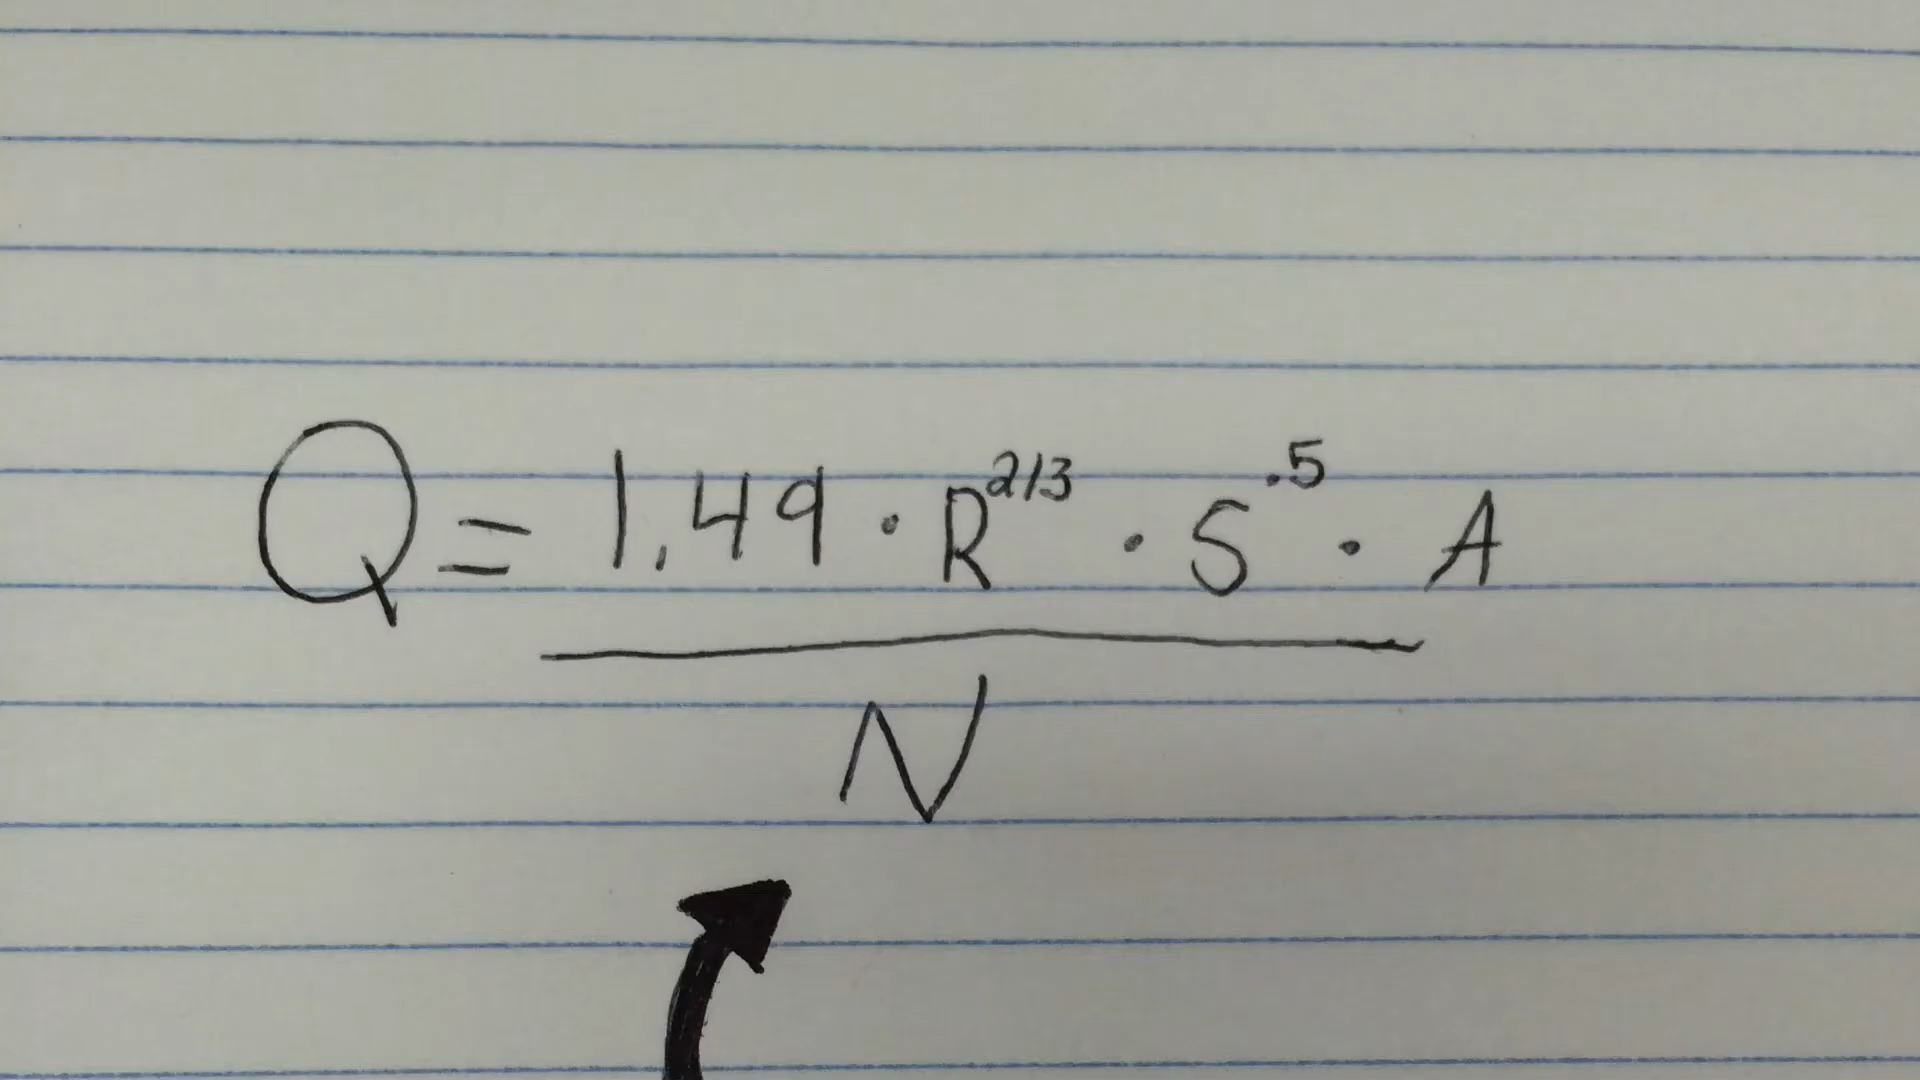 Q = 1.49 · R^2/3 · S^.5 · A
N